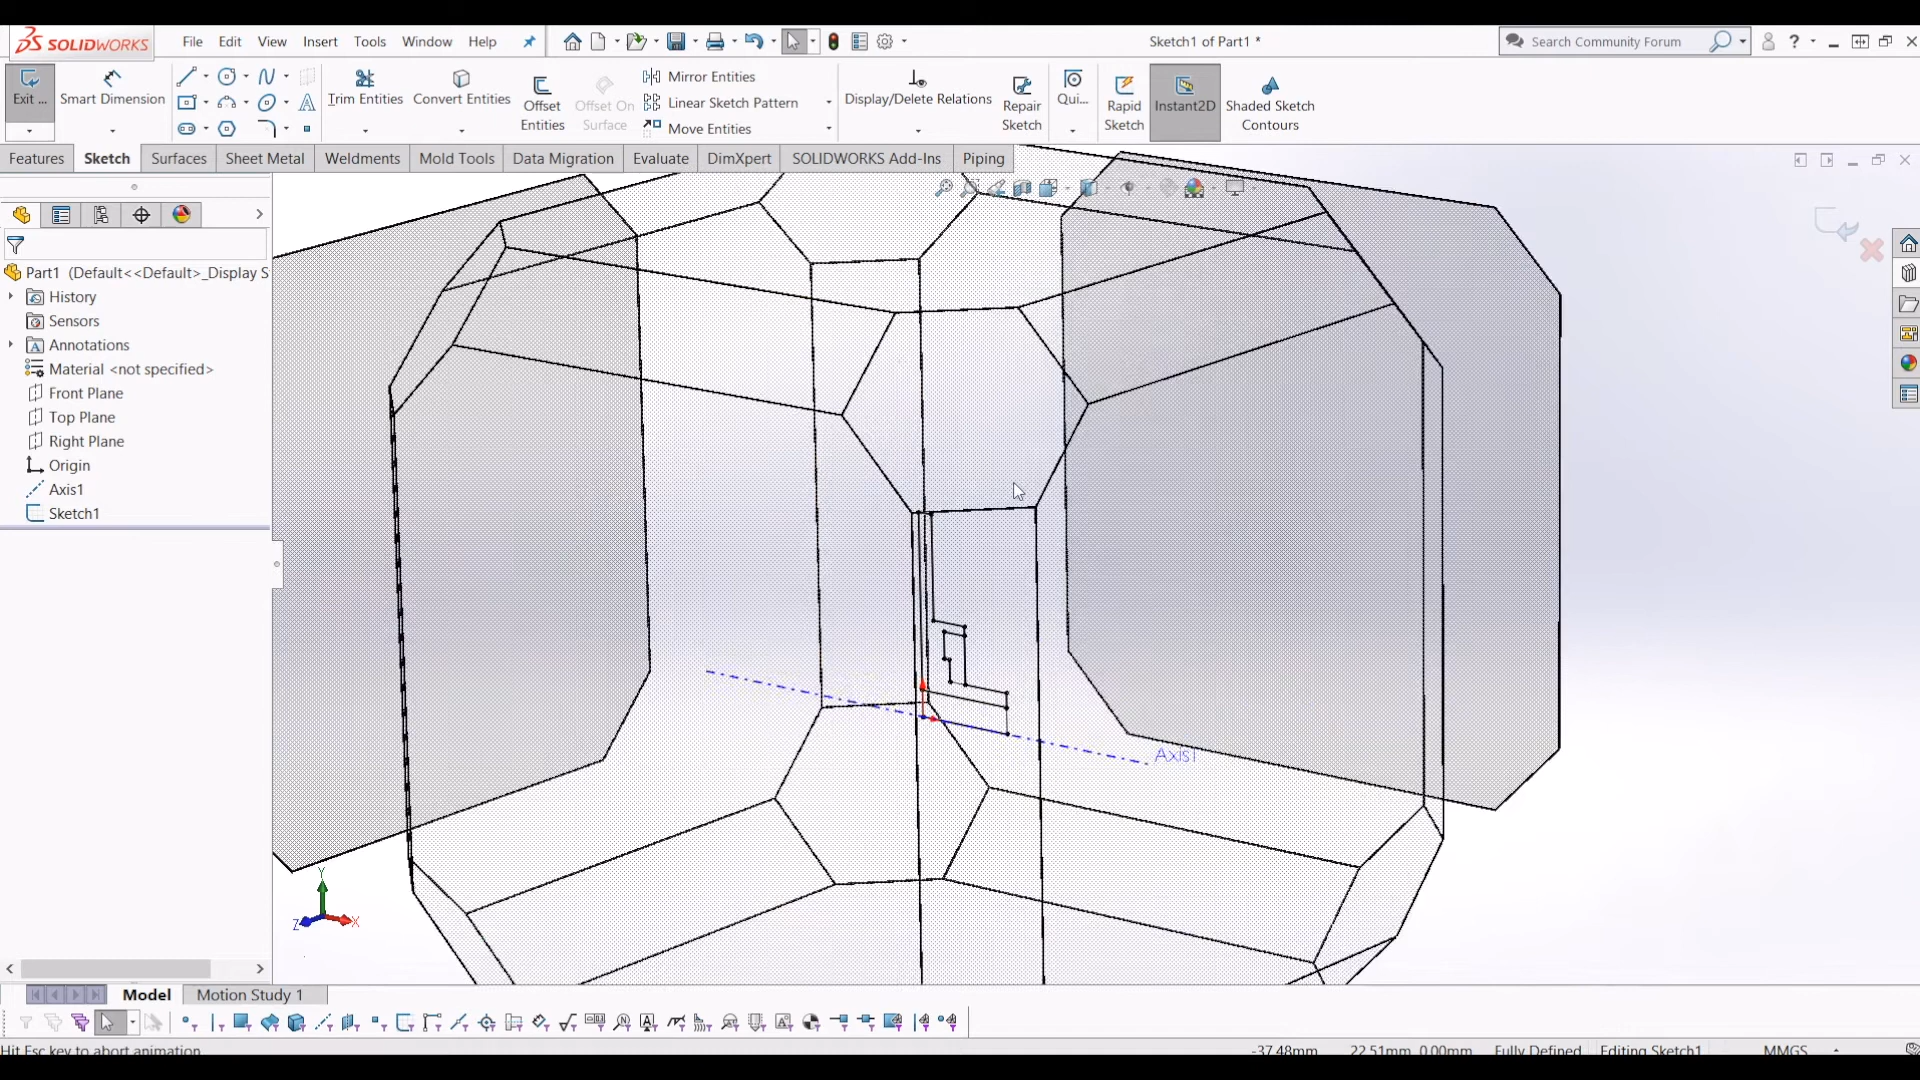 SOLIDWORKS
File Edit View Insert Tools Window Help
Sketch1 of Part1 *
Search Community Forum
Exit ...
Smart Dimension
Trim Entities
Convert Entities
Offset Entities
Offset On Surface
Mirror Entities
Linear Sketch Pattern
Move Entities
Display/Delete Relations
Repair Sketch
Qui...
Rapid Sketch
Instant2D
Shaded Sketch Contours
Features Sketch Surfaces Sheet Metal Weldments Mold Tools Data Migration Evaluate DimXpert SOLIDWORKS Add-Ins Piping
Part1 (Default<<Default>_Display S
History
Sensors
Annotations
Material <not specified>
Front Plane
Top Plane
Right Plane
Origin
Axis1
Sketch1
Axis1
Y
Z
X
Model Motion Study 1
Hit Esc key to abort animation
-37.48mm 22.51mm 0.00mm Fully Defined Editing Sketch1 MMGS